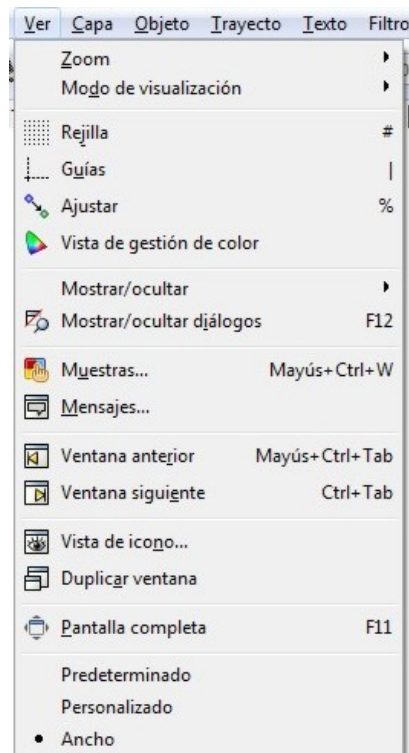 Ver Capa Objeto Trayecto Texto Filtro
Zoom
Modo de visualización
Rejilla #
Guías |
Ajustar %
Vista de gestión de color
Mostrar/ocultar
Mostrar/ocultar diálogos F12
Muestras... Mayús+Ctrl+W
Mensajes...
Ventana anterior Mayús+Ctrl+Tab
Ventana siguiente Ctrl+Tab
Vista de icono...
Duplicar ventana
Pantalla completa F11
Predeterminado
Personalizado
Ancho